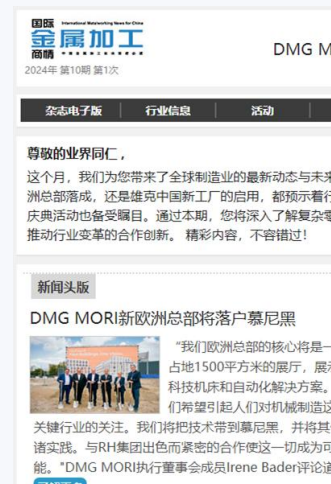 国际
International Metalworking News for China
金属加工
商情
2024年 第10期 第1次
DMG M
杂志电子版
行业信息
活动
尊敬的业界同仁，
这个月，我们为您带来了全球制造业的最新动态与未来
洲总部落成，还是雄克中国新工厂的启用，都预示着行
庆典活动也备受瞩目。通过本期，您将深入了解复杂零
推动行业变革的合作创新。 精彩内容，不容错过！
新闻头版
DMG MORI新欧洲总部将落户慕尼黑
“我们欧洲总部的核心将是一
占地1500平方米的展厅，展示
科技机床和自动化解决方案。
们希望引起人们对机械制造这
关键行业的关注。我们将把技术带到慕尼黑，并将其
诸实践。与RH集团出色而紧密的合作使这一切成为可
能。"DMG MORI执行董事会成员Irene Bader评论道